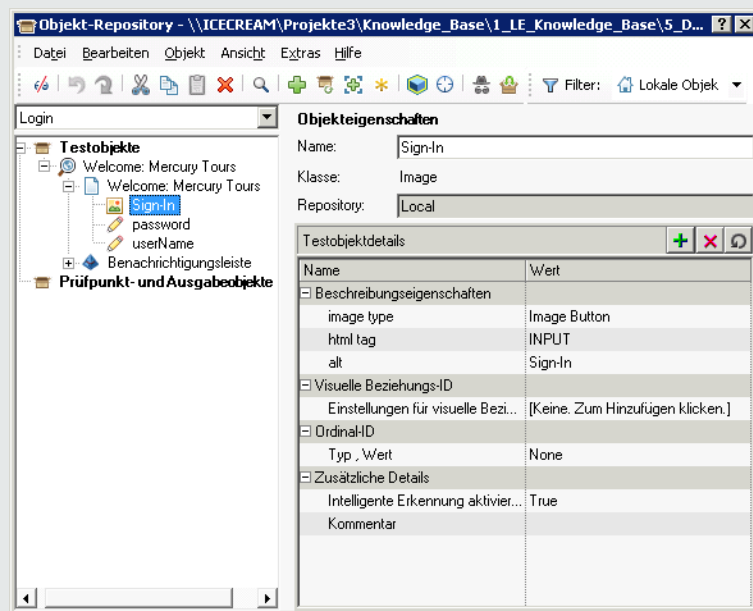 Objekt-Repository - \\ICECREAM\Projekte3\Knowledge_Base\1_LE_Knowledge_Base\5_D...
Datei Bearbeiten Objekt Ansicht Extras Hilfe
Filter: Lokale Objek
Login
Testobjekte
Welcome: Mercury Tours
Welcome: Mercury Tours
Sign-In
password
userName
Benachrichtigungsleiste
Prüfpunkt- und Ausgabeobjekte
Objekteigenschaften
Name: Sign-In
Klasse: Image
Repository: Local
Testobjektdetails
Name Wert
Beschreibungseigenschaften
image type Image Button
html tag INPUT
alt Sign-In
Visuelle Beziehungs-ID
Einstellungen für visuelle Bezi... [Keine. Zum Hinzufügen klicken.]
Ordinal-ID
Typ , Wert None
Zusätzliche Details
Intelligente Erkennung aktivier... True
Kommentar